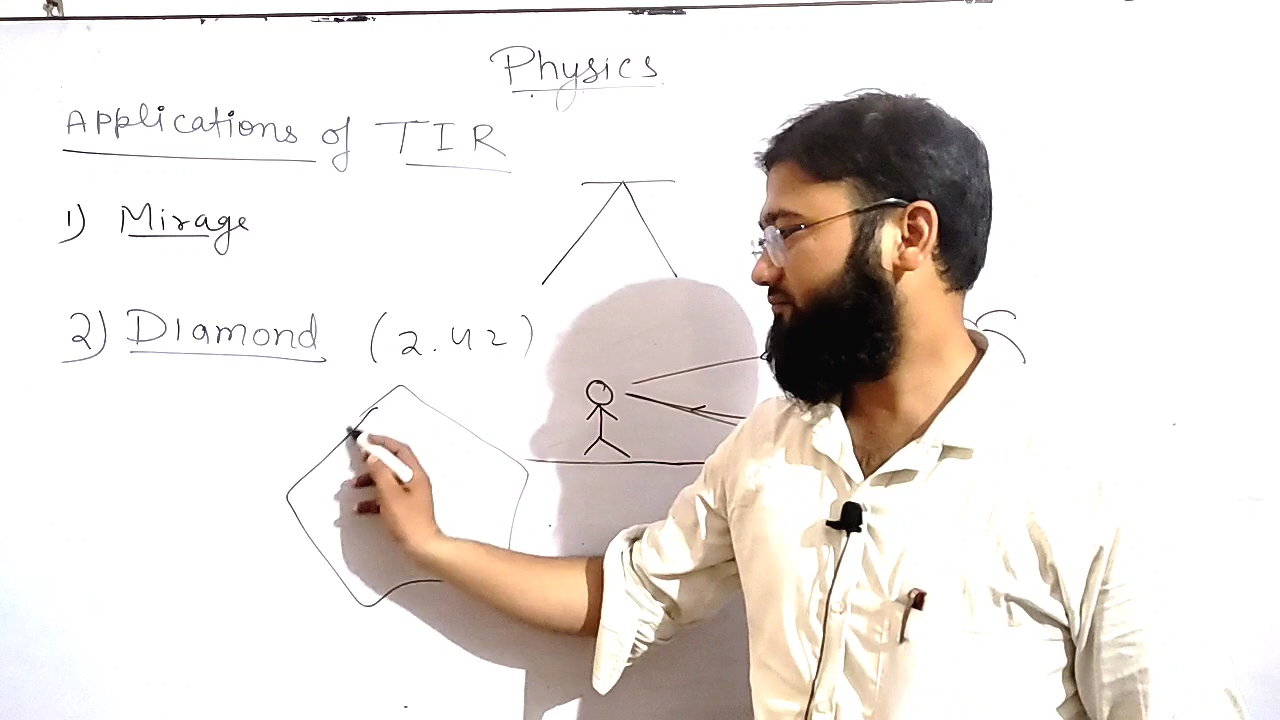 Physics
Applications of TIR
1) Mirage
2) Diamond (2.42)